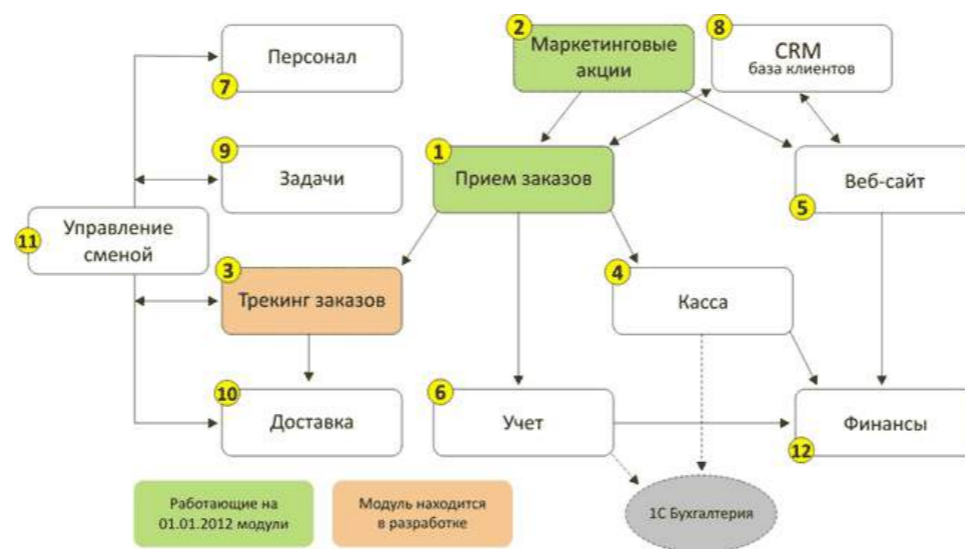 2
Маркетинговые
акции
8
CRM
база клиентов
Персонал
7
9
Задачи
1
Прием заказов
Веб-сайт
5
11
Управление
сменой
3
Трекинг заказов
4
Касса
10
Доставка
6
Учет
Финансы
12
Работающие на
01.01.2012 модули
Модуль находится
в разработке
1С Бухгалтерия